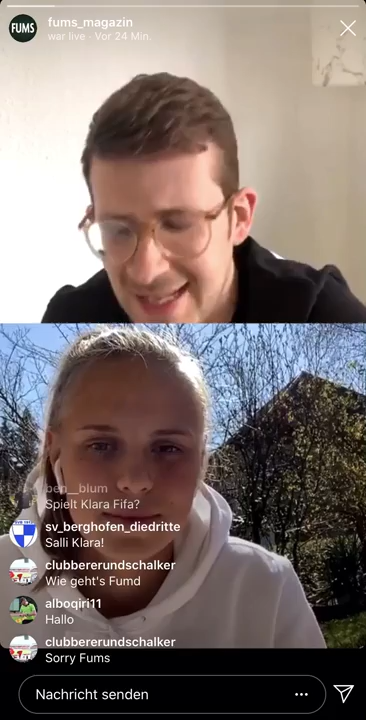 FUMS
fums_magazin
war live · Vor 24 Min.
Spielt Klara Fifa?
sv_berghofen_diedritte
Salli Klara!
clubbererundschalker
Wie geht's Fumd
alboqiri11
Hallo
clubbererundschalker
Sorry Fums
Nachricht senden